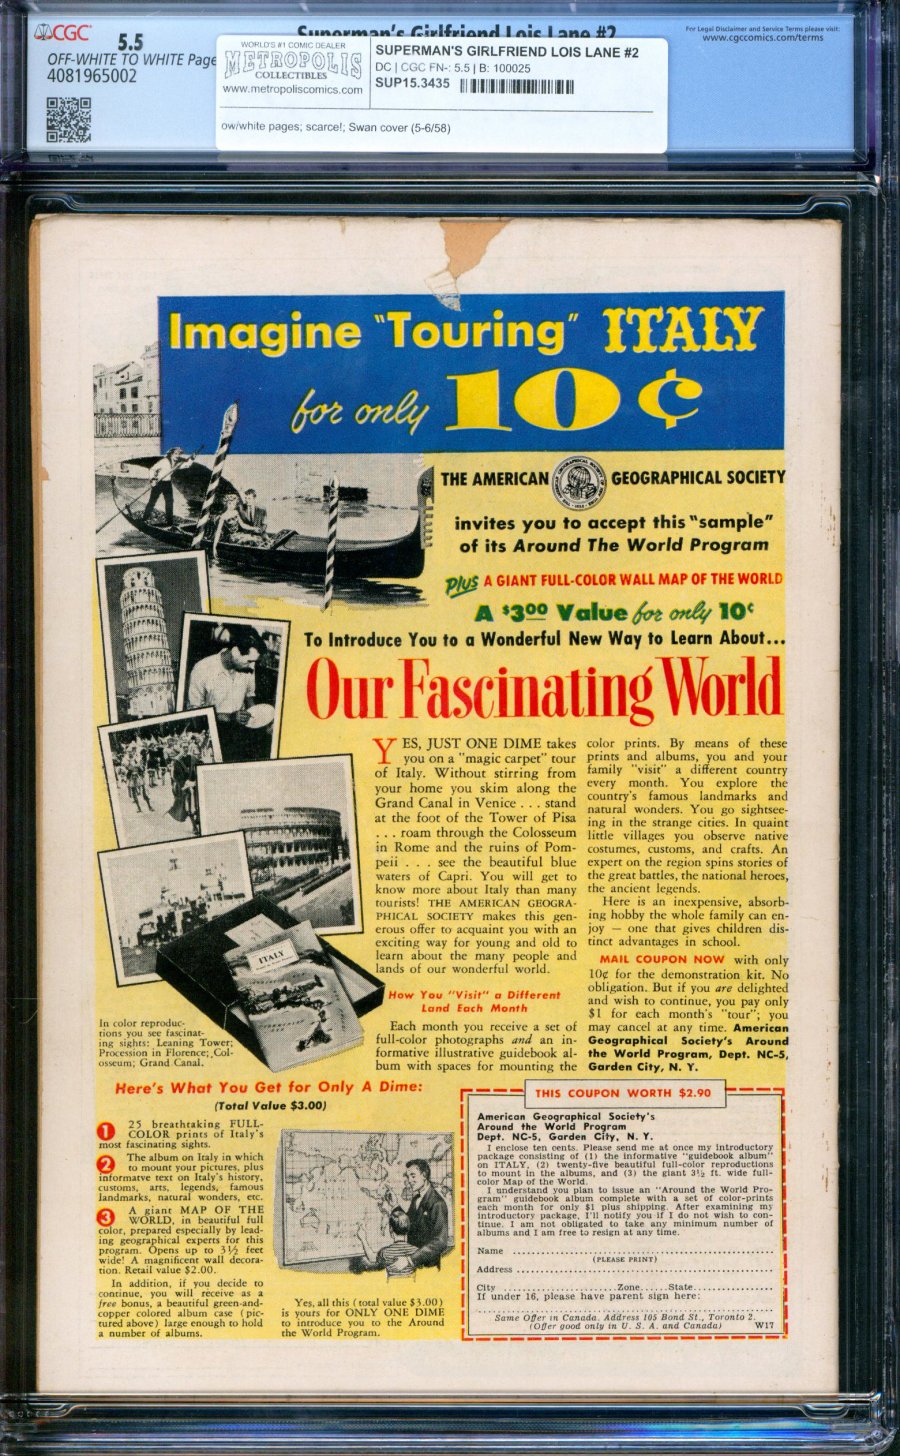 CGC
5.5
OFF-WHITE TO WHITE Page
4081965002
Superman's Girlfriend Lois Lane #2
For Legal Disclaimer and Service Terms please visit:
www.cgccomics.com/terms
WORLD'S #1 COMIC DEALER
METROPOLIS
COLLECTIBLES
www.metropoliscomics.com
SUPERMAN'S GIRLFRIEND LOIS LANE #2
DC | CGC FN-: 5.5 | B: 100025
SUP15.3435
ow/white pages; scarce!; Swan cover (5-6/58)
Imagine "Touring" ITALY
for only 10¢
THE AMERICAN GEOGRAPHICAL SOCIETY
invites you to accept this "sample"
of its Around The World Program
Plus A GIANT FULL-COLOR WALL MAP OF THE WORLD
A $3.00 Value for only 10¢
To Introduce You to a Wonderful New Way to Learn About...
Our Fascinating World
YES, JUST ONE DIME takes
you on a "magic carpet" tour
of Italy. Without stirring from
your home you skim along the
Grand Canal in Venice . . . stand
at the foot of the Tower of Pisa
. . . roam through the Colosseum
in Rome and the ruins of Pom-
peii . . . see the beautiful blue
waters of Capri. You will get to
know more about Italy than many
tourists! THE AMERICAN GEOGRA-
PHICAL SOCIETY makes this gen-
erous offer to acquaint you with an
exciting way for young and old to
learn about the many people and
lands of our wonderful world.
How You "Visit" a Different
Land Each Month
Each month you receive a set of
full-color photographs and an in-
formative illustrative guidebook al-
bum with spaces for mounting the
color prints. By means of these
prints and albums, you and your
family "visit" a different country
every month. You explore the
country's famous landmarks and
natural wonders. You go sightsee-
ing in the strange cities. In quaint
little villages you observe native
costumes, customs, and crafts. An
expert on the region spins stories of
the great battles, the national heroes,
the ancient legends.
Here is an inexpensive, absorb-
ing hobby the whole family can en-
joy — one that gives children dis-
tinct advantages in school.
MAIL COUPON NOW with only
10¢ for the demonstration kit. No
obligation. But if you are delighted
and wish to continue, you pay only
$1 for each month's "tour"; you
may cancel at any time. American
Geographical Society's Around
the World Program, Dept. NC-5,
Garden City, N. Y.
ITALY
In color reproduc-
tions you see fascinat-
ing sights: Leaning Tower;
Procession in Florence; Col-
osseum; Grand Canal.
Here's What You Get for Only A Dime:
(Total Value $3.00)
1 25 breathtaking FULL-
COLOR prints of Italy's
most fascinating sights.
2 The album on Italy in which
to mount your pictures, plus
informative text on Italy's history,
customs, arts, legends, famous
landmarks, natural wonders, etc.
3 A giant MAP OF THE
WORLD, in beautiful full
color, prepared especially by lead-
ing geographical experts for this
program. Opens up to 3½ feet
wide! A magnificent wall decora-
tion. Retail value $2.00.
In addition, if you decide to
continue, you will receive as a
free bonus, a beautiful green-and-
copper colored album case (pic-
tured above) large enough to hold
a number of albums.
Yes, all this (total value $3.00)
is yours for ONLY ONE DIME
to introduce you to the Around
the World Program.
THIS COUPON WORTH $2.90
American Geographical Society's
Around the World Program
Dept. NC-5, Garden City, N. Y.
I enclose ten cents. Please send me at once my introductory
package consisting of (1) the informative "guidebook album"
on ITALY, (2) twenty-five beautiful full-color reproductions
to mount in the albums, and (3) the giant 3½ ft. wide full-
color Map of the World.
I understand you plan to issue an "Around the World Pro-
gram" guidebook album complete with a set of color-prints
each month for only $1 plus shipping. After examining my
introductory package, I'll notify you if I do not wish to con-
tinue. I am not obligated to take any minimum number of
albums and I am free to resign at any time.
Name
(PLEASE PRINT)
Address
City Zone State
If under 16, please have parent sign here:
Same Offer in Canada. Address 105 Bond St., Toronto 2.
(Offer good only in U. S. A. and Canada) W17